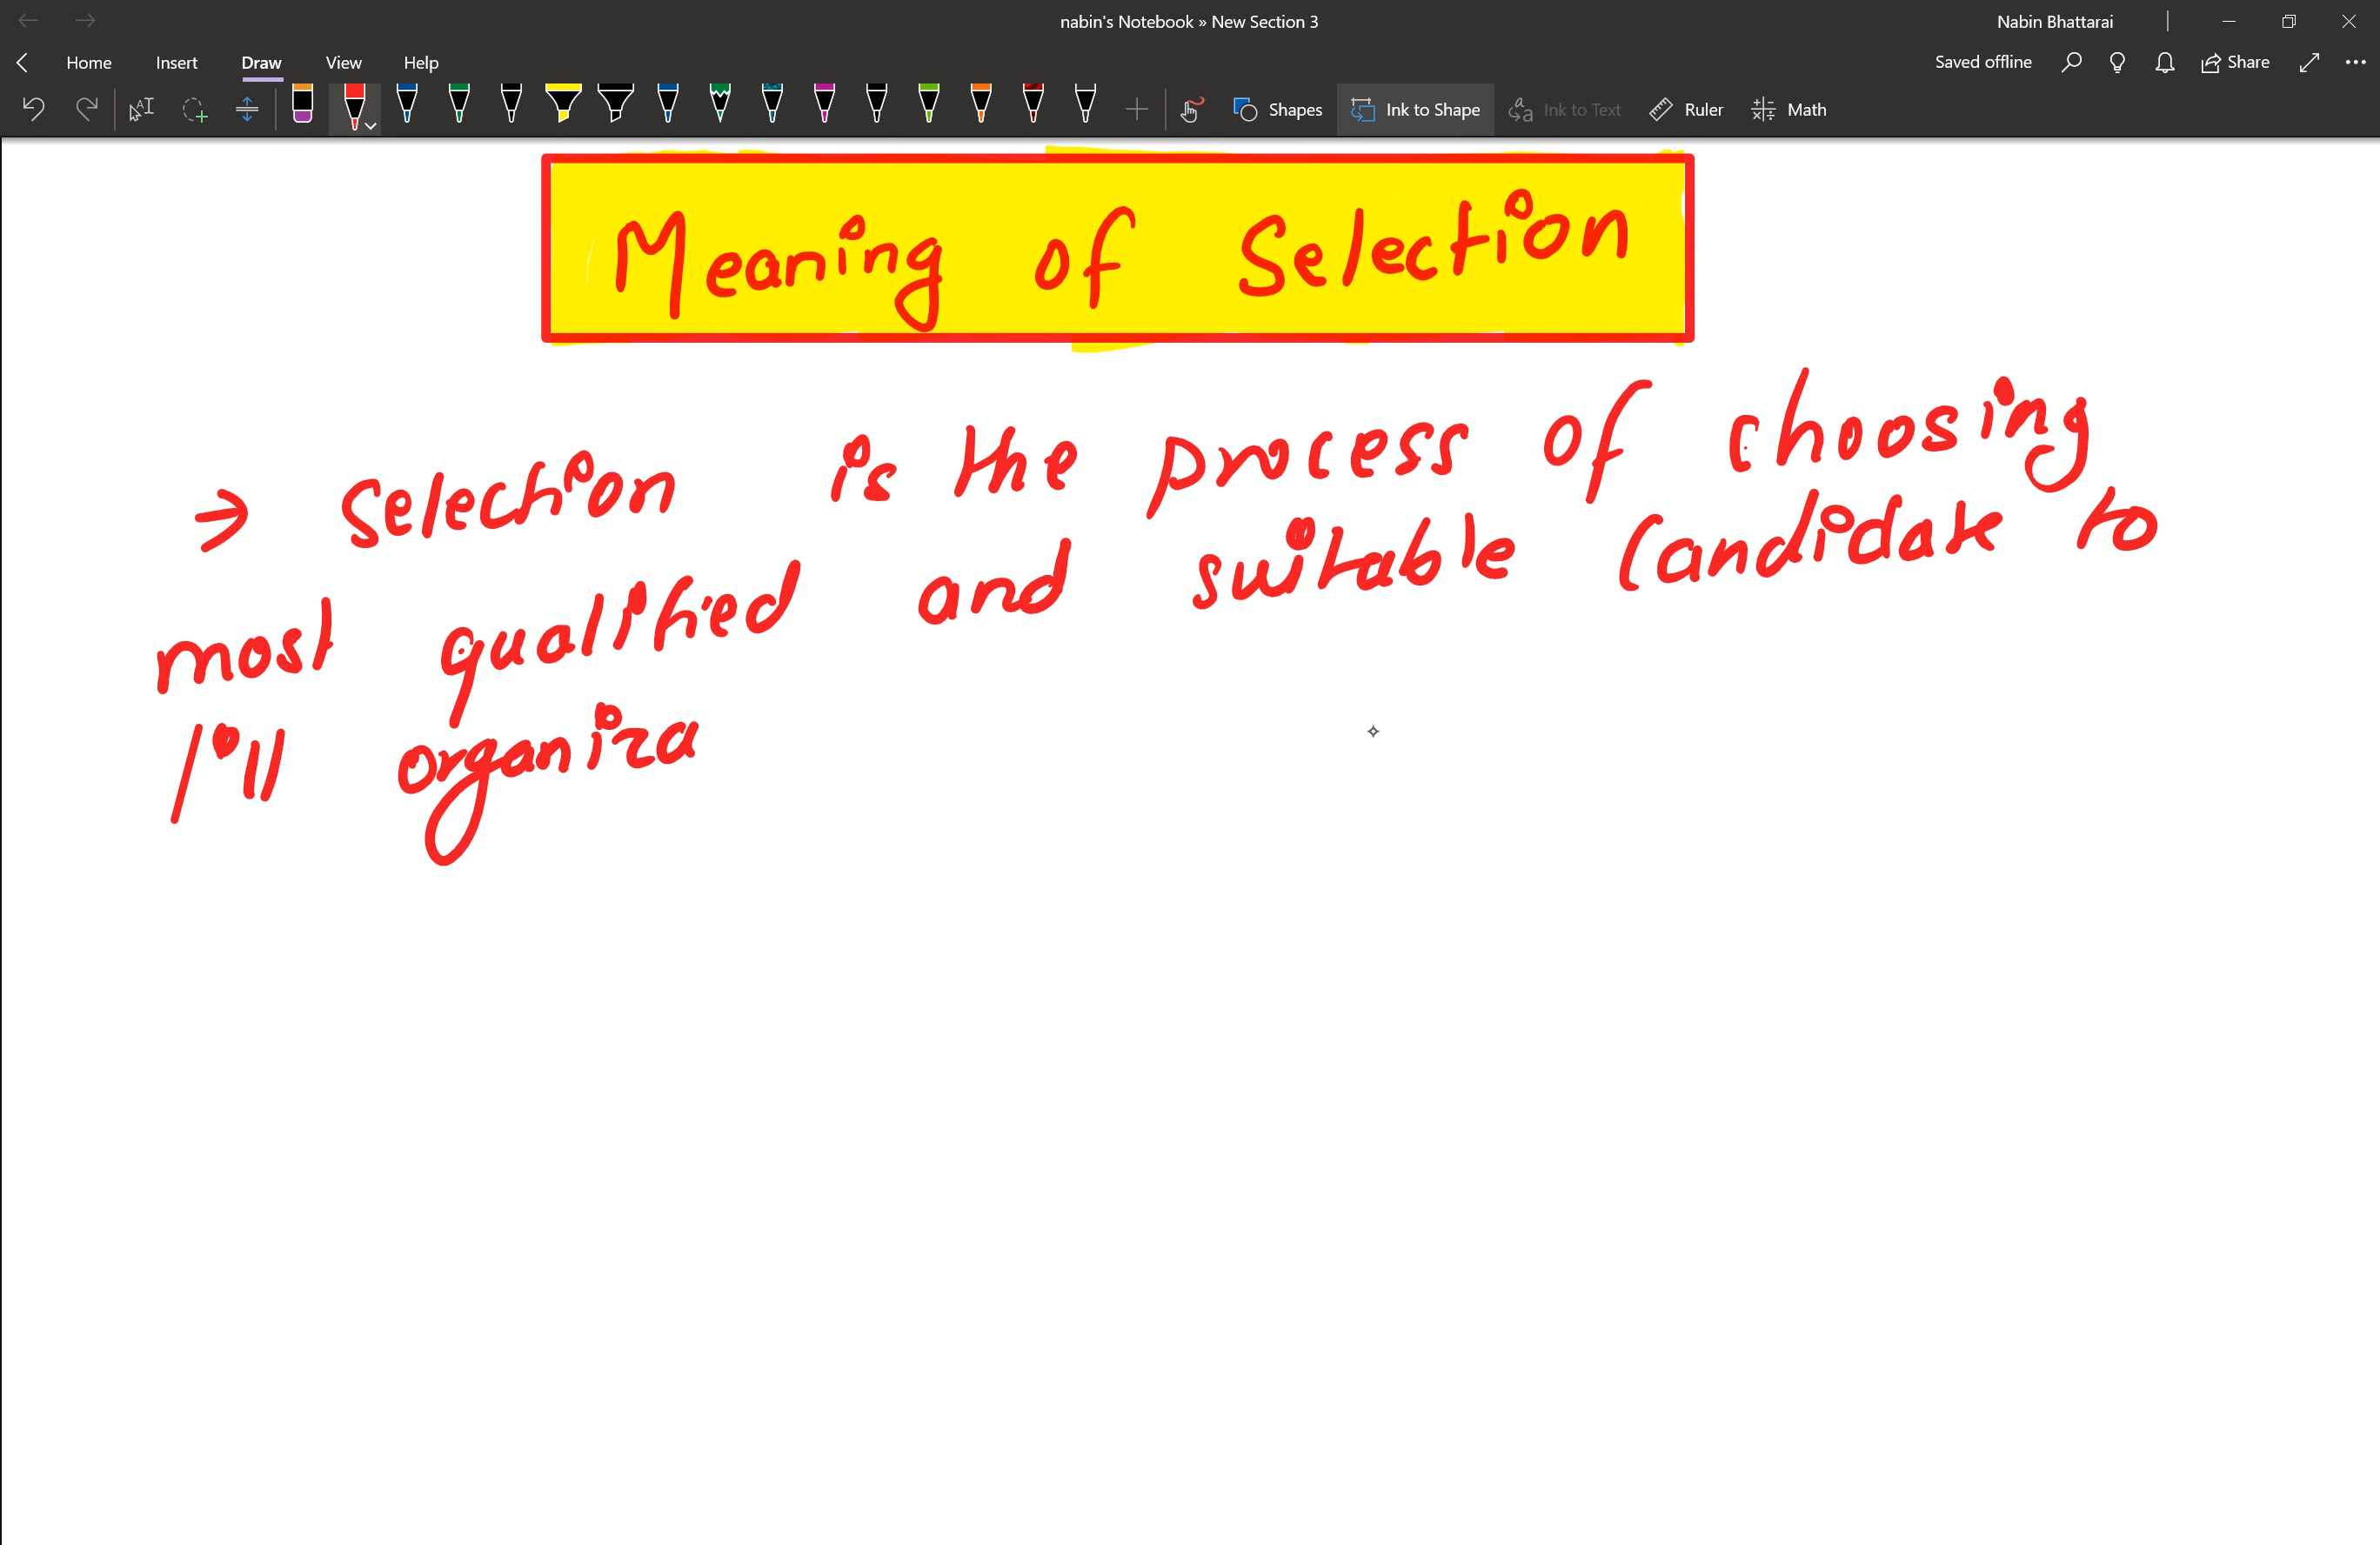 nabin's Notebook » New Section 3
Nabin Bhattarai
Home Insert Draw View Help
Saved offline Share
Shapes Ink to Shape Ink to Text Ruler Math
Meaning of Selection
→ Selection is the process of choosing
most qualified and suitable candidate to
fill organiza